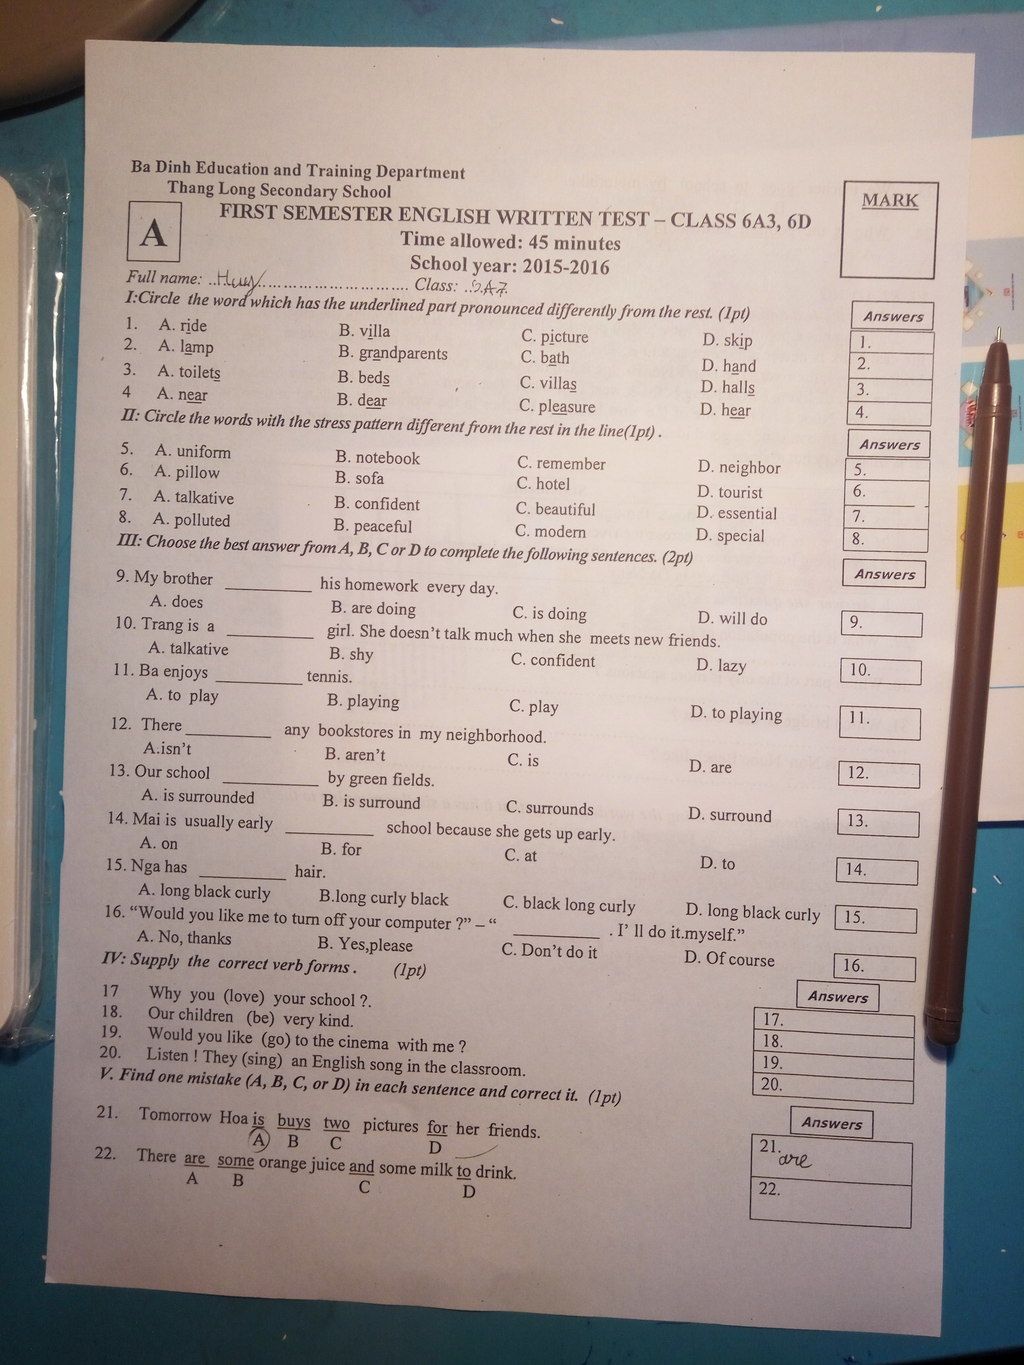 Ba Dinh Education and Training Department
Thang Long Secondary School
MARK
A
FIRST SEMESTER ENGLISH WRITTEN TEST – CLASS 6A3, 6D
Time allowed: 45 minutes
School year: 2015-2016
Full name: ..Huy.............................. Class: ..
I:Circle the word which has the underlined part pronounced differently from the rest. (1pt)
Answers
1. A. ride B. villa C. picture D. skip 1.
2. A. lamp B. grandparents C. bath D. hand 2.
3. A. toilets B. beds C. villas D. halls 3.
4 A. near B. dear C. pleasure D. hear 4.
II: Circle the words with the stress pattern different from the rest in the line(1pt) .
Answers
5. A. uniform B. notebook C. remember D. neighbor 5.
6. A. pillow B. sofa C. hotel D. tourist 6.
7. A. talkative B. confident C. beautiful D. essential 7.
8. A. polluted B. peaceful C. modern D. special 8.
III: Choose the best answer from A, B, C or D to complete the following sentences. (2pt)
Answers
9. My brother __________ his homework every day.
A. does B. are doing C. is doing D. will do 9.
10. Trang is a __________ girl. She doesn't talk much when she meets new friends.
A. talkative B. shy C. confident D. lazy 10.
11. Ba enjoys __________ tennis.
A. to play B. playing C. play D. to playing 11.
12. There __________ any bookstores in my neighborhood.
A.isn't B. aren't C. is D. are 12.
13. Our school __________ by green fields.
A. is surrounded B. is surround C. surrounds D. surround 13.
14. Mai is usually early __________ school because she gets up early.
A. on B. for C. at D. to 14.
15. Nga has __________ hair.
A. long black curly B.long curly black C. black long curly D. long black curly 15.
16. “Would you like me to turn off your computer ?” – “ __________ . I' ll do it.myself.”
A. No, thanks B. Yes,please C. Don't do it D. Of course 16.
IV: Supply the correct verb forms . (1pt)
Answers
17 Why you (love) your school ?. 17.
18. Our children (be) very kind. 18.
19. Would you like (go) to the cinema with me ? 19.
20. Listen ! They (sing) an English song in the classroom. 20.
V. Find one mistake (A, B, C, or D) in each sentence and correct it. (1pt)
Answers
21. Tomorrow Hoa is buys two pictures for her friends. 21. are
A B C D
22. There are some orange juice and some milk to drink. 22.
A B C D